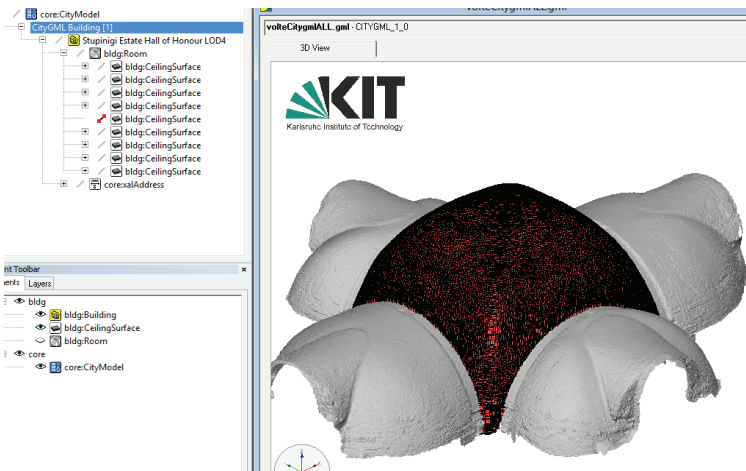 core:CityModel
CityGML Building [1]
Stupinigi Estate Hall of Honour LOD4
bldg:Room
bldg:CeilingSurface
bldg:CeilingSurface
bldg:CeilingSurface
bldg:CeilingSurface
bldg:CeilingSurface
bldg:CeilingSurface
bldg:CeilingSurface
bldg:CeilingSurface
bldg:CeilingSurface
core:xalAddress
nt Toolbar
ents Layers
bldg
bldg:Building
bldg:CeilingSurface
bldg:Room
core
core:CityModel
volteCitygmlALL.gml
volteCitygmlALL.gml - CITYGML_1_0
3D View
KIT
Karlsruhe Institute of Technology